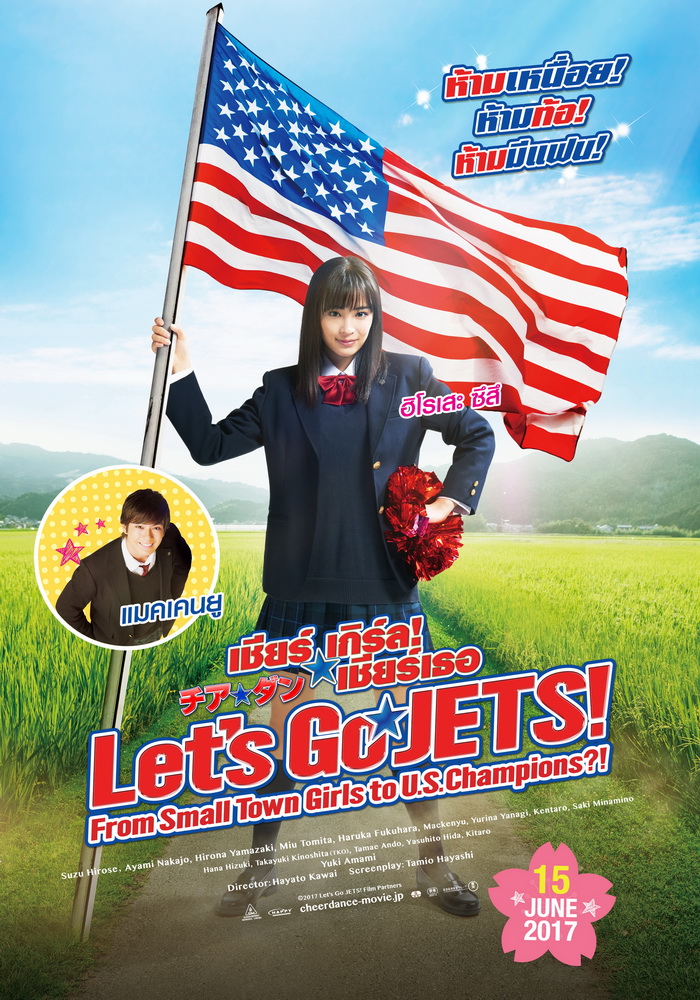 ห้ามเหนื่อย!
ห้ามท้อ!
ห้ามมีแฟน!
ฮิโรเสะ ซึสึ
แมคเคนยู
เชียร์ เกิร์ล!
チア★ダン★เชียร์เธอ
Let's Go★JETS!
From Small Town Girls to U.S. Champions?!
Suzu Hirose, Ayami Nakajo, Hirona Yamazaki, Miu Tomita, Haruka Fukuhara, Mackenyu, Yurina Yanagi, Kentaro, Saki Minamino
Hana Hizuki, Takayuki Kinoshita (TKO), Tamae Ando, Yasuhito Hida, Kitaro
Yuki Amami
Director: Hayato Kawai Screenplay: Tamio Hayashi
©2017 Let's Go JETS! Film Partners
cheerdance-movie.jp
15
JUNE
2017